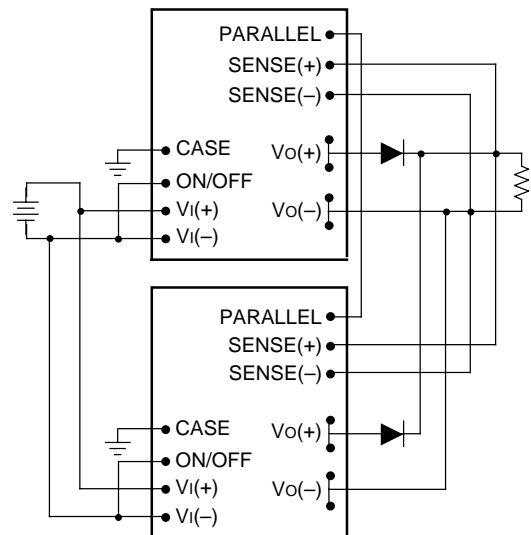 PARALLEL
SENSE(+)
SENSE(–)
CASE
VO(+)
ON/OFF
VI(+)
VO(–)
VI(–)
PARALLEL
SENSE(+)
SENSE(–)
CASE
VO(+)
ON/OFF
VI(+)
VO(–)
VI(–)